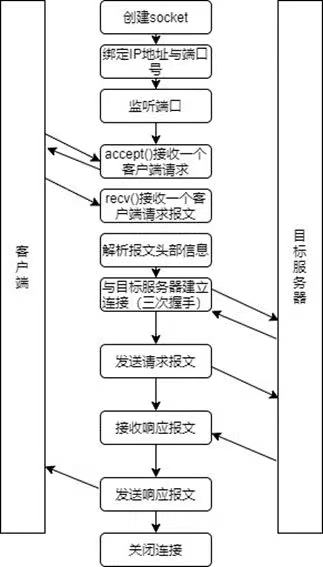 创建socket
绑定IP地址与端口
号
监听端口
accept()接收一个
客户端请求
recv()接收一个客
户端请求报文
解析报文头部信息
与目标服务器建立
连接（三次握手）
发送请求报文
接收响应报文
发送响应报文
关闭连接
客户端
目标服务器